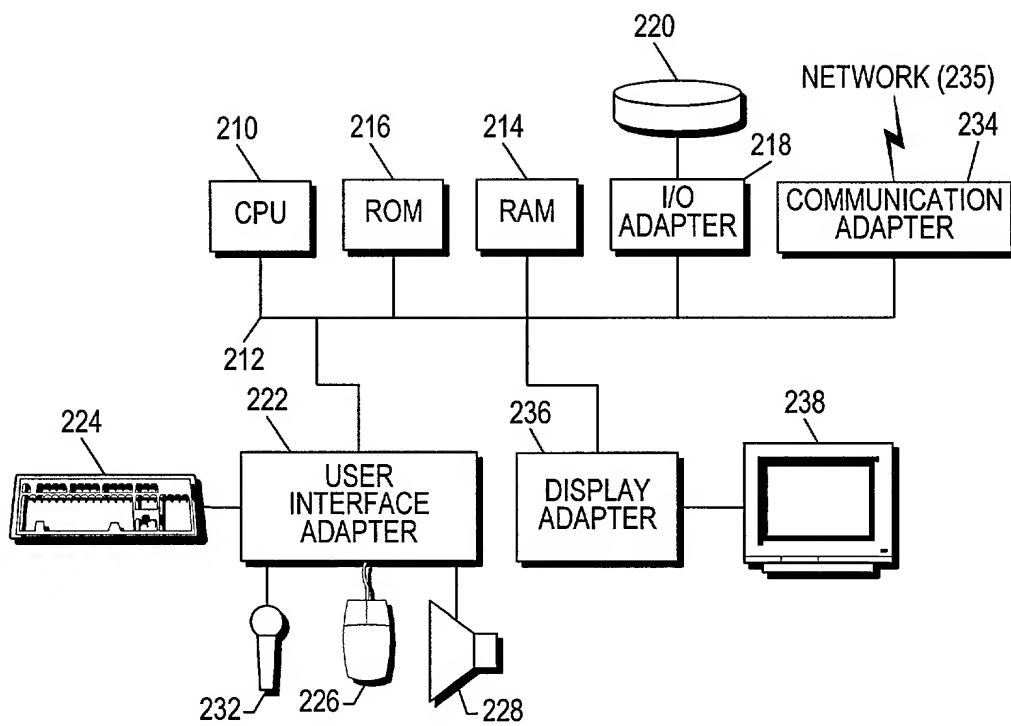 220
NETWORK (235)
210
216
214
218
234
CPU
ROM
RAM
I/O
ADAPTER
COMMUNICATION
ADAPTER
212
224
222
236
238
USER
INTERFACE
ADAPTER
DISPLAY
ADAPTER
232
226
228